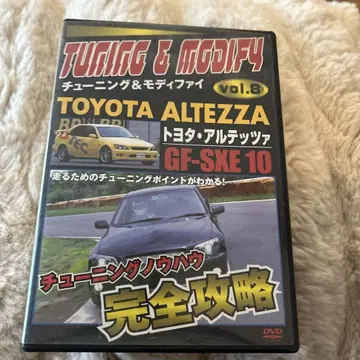 TUNING & MODIFY
チューニング&モディファイ
vol.8
TOYOTA ALTEZZA
トヨタ・アルテッツァ
GF-SXE 10
走るためのチューニングポイントがわかる!
チューニングノウハウ
完全攻略
DVD